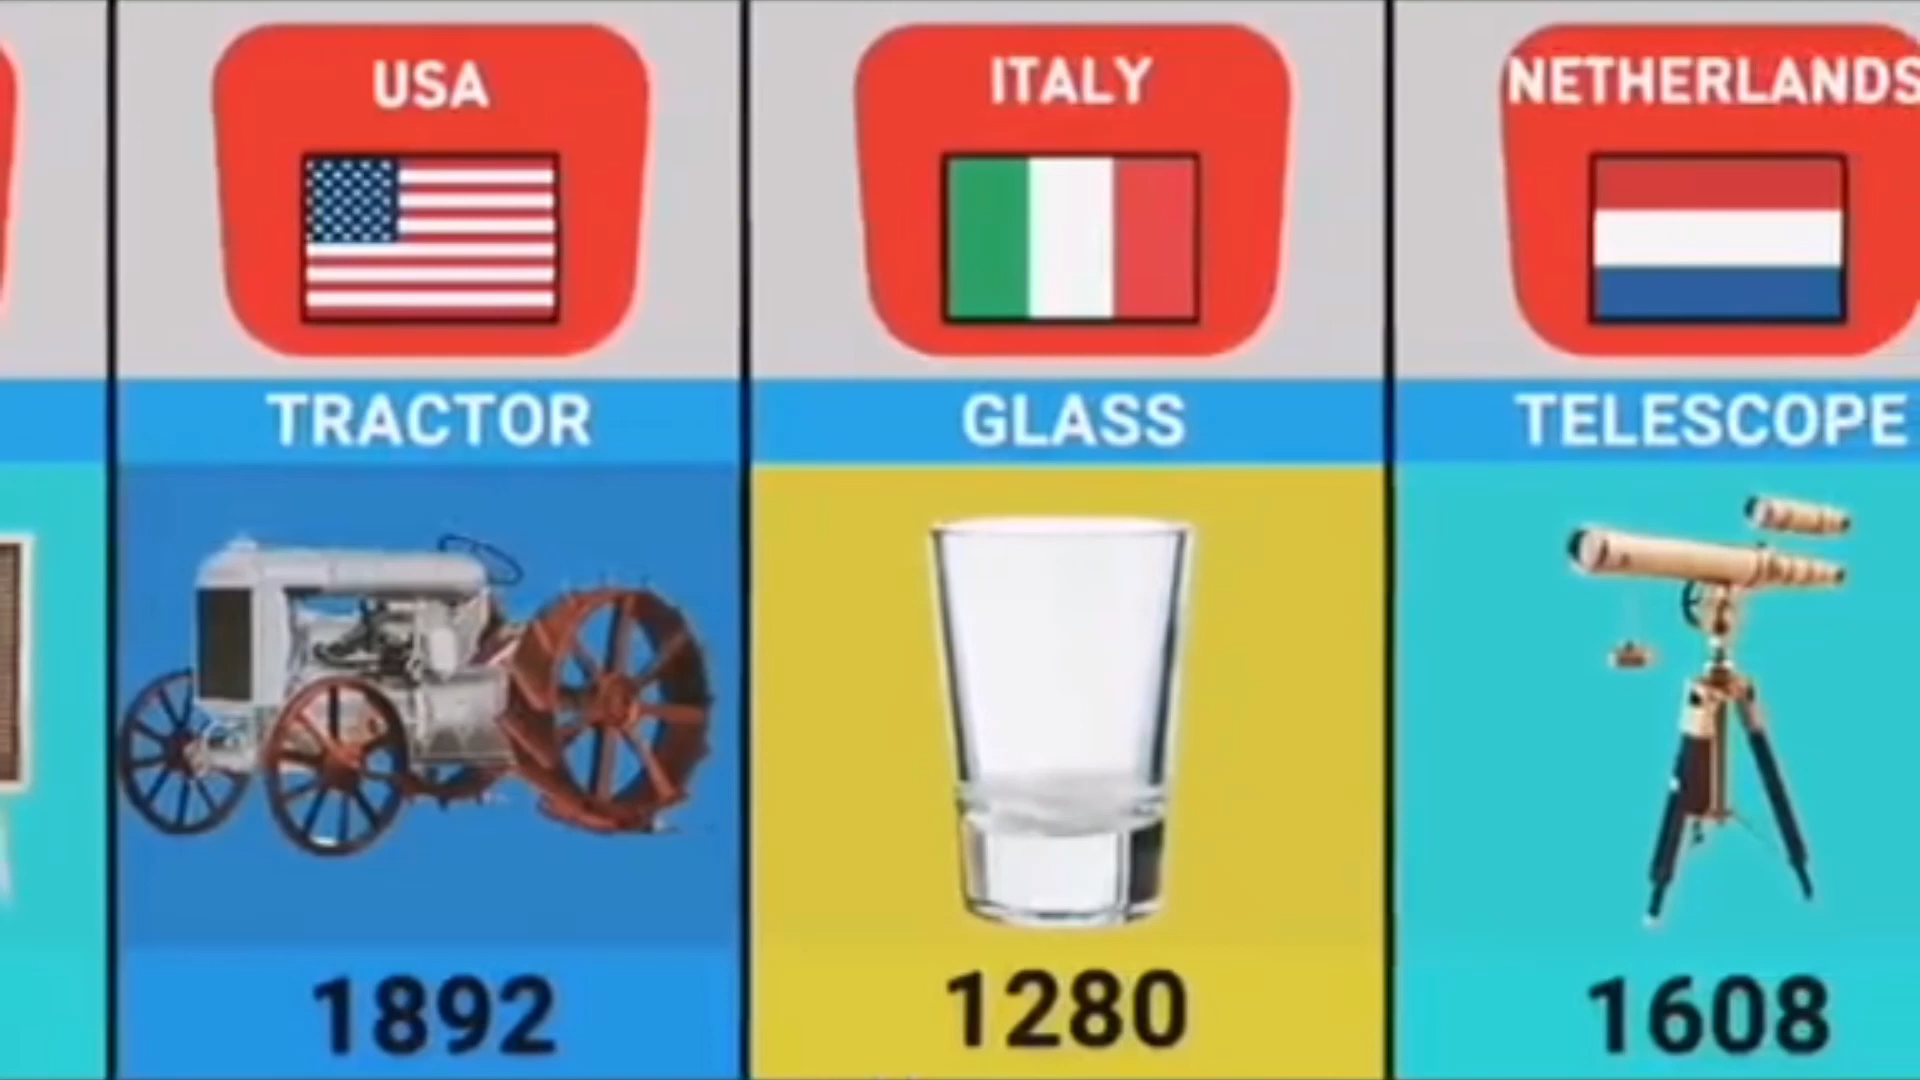 USA
TRACTOR
1892
ITALY
GLASS
1280
NETHERLANDS
TELESCOPE
1608